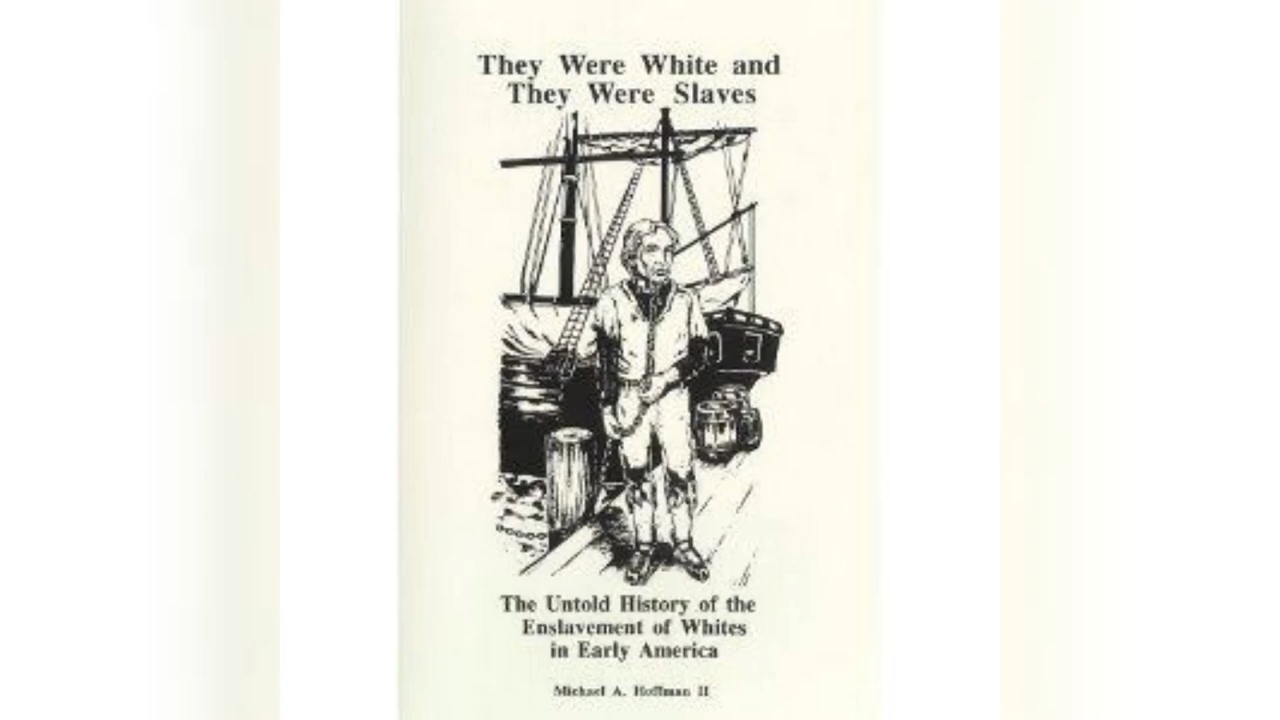 They Were White and
They Were Slaves
The Untold History of the
Enslavement of Whites
in Early America
Michael A. Hoffman II